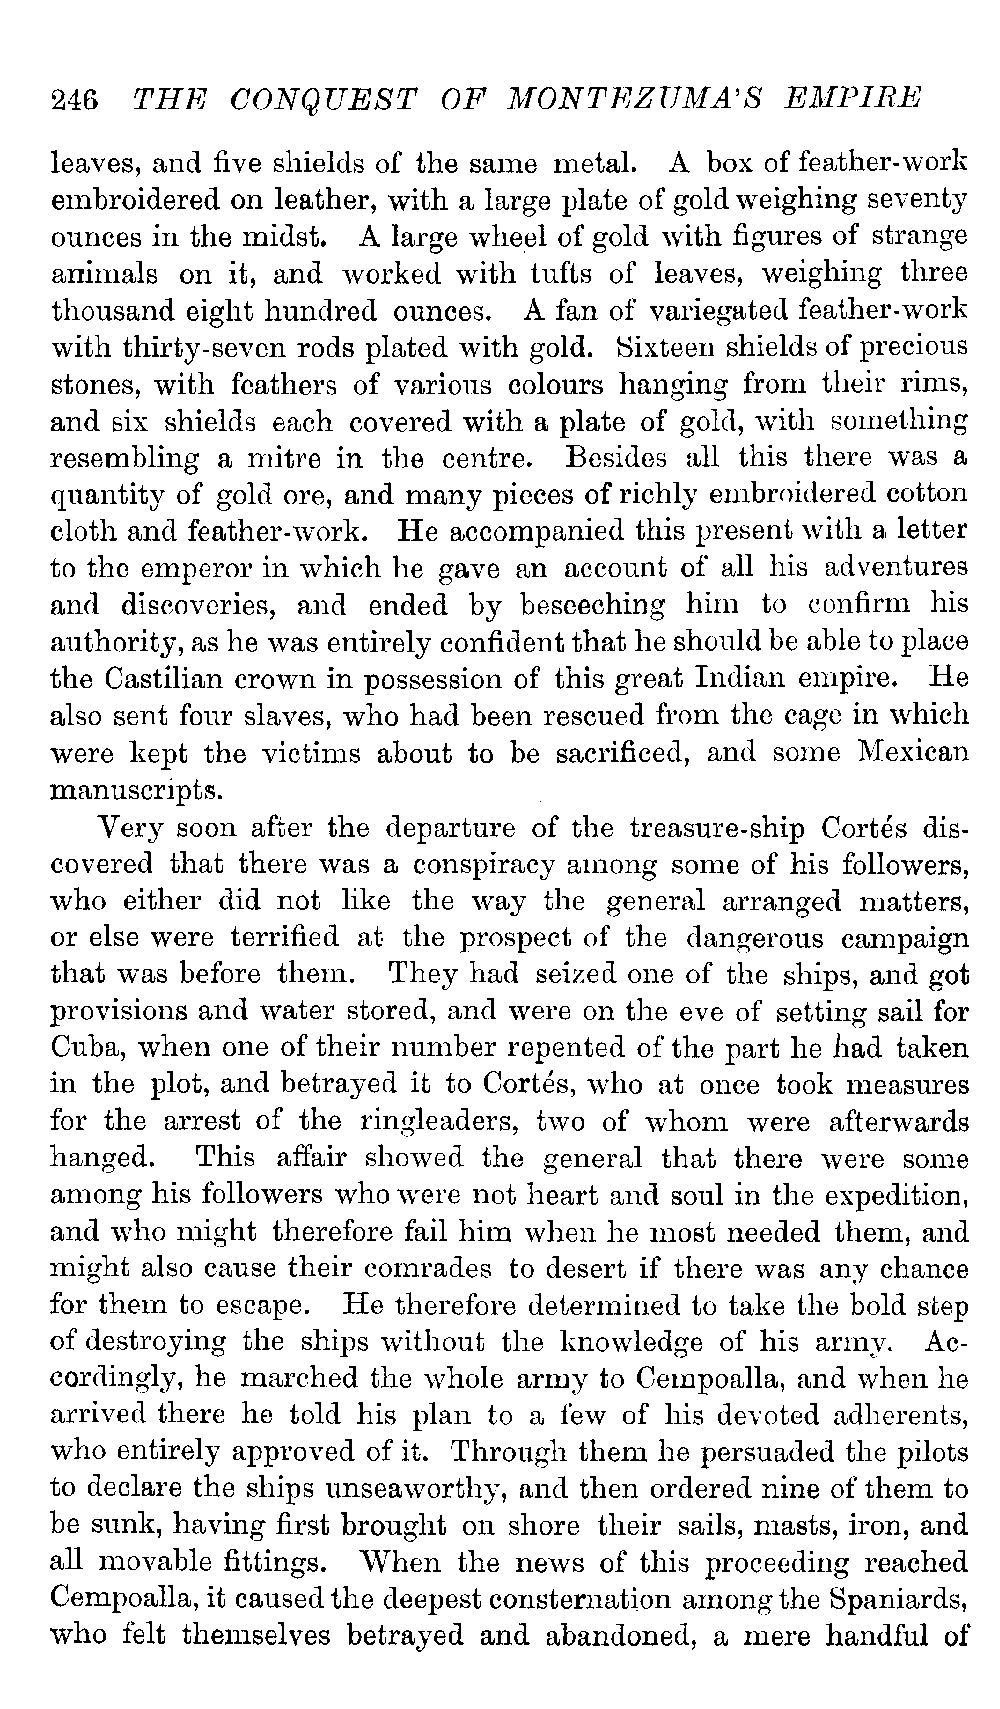 246 THE CONQUEST OF MONTEZUMA'S EMPIRE
leaves, and five shields of the same metal. A box of feather-work
embroidered on leather, with a large plate of gold weighing seventy
ounces in the midst. A large wheel of gold with figures of strange
animals on it, and worked with tufts of leaves, weighing three
thousand eight hundred ounces. A fan of variegated feather-work
with thirty-seven rods plated with gold. Sixteen shields of precious
stones, with feathers of various colours hanging from their rims,
and six shields each covered with a plate of gold, with something
resembling a mitre in the centre. Besides all this there was a
quantity of gold ore, and many pieces of richly embroidered cotton
cloth and feather-work. He accompanied this present with a letter
to the emperor in which he gave an account of all his adventures
and discoveries, and ended by beseeching him to confirm his
authority, as he was entirely confident that he should be able to place
the Castilian crown in possession of this great Indian empire. He
also sent four slaves, who had been rescued from the cage in which
were kept the victims about to be sacrificed, and some Mexican
manuscripts.
Very soon after the departure of the treasure-ship Cortés dis-
covered that there was a conspiracy among some of his followers,
who either did not like the way the general arranged matters,
or else were terrified at the prospect of the dangerous campaign
that was before them. They had seized one of the ships, and got
provisions and water stored, and were on the eve of setting sail for
Cuba, when one of their number repented of the part he had taken
in the plot, and betrayed it to Cortés, who at once took measures
for the arrest of the ringleaders, two of whom were afterwards
hanged. This affair showed the general that there were some
among his followers who were not heart and soul in the expedition,
and who might therefore fail him when he most needed them, and
might also cause their comrades to desert if there was any chance
for them to escape. He therefore determined to take the bold step
of destroying the ships without the knowledge of his army. Ac-
cordingly, he marched the whole army to Cempoalla, and when he
arrived there he told his plan to a few of his devoted adherents,
who entirely approved of it. Through them he persuaded the pilots
to declare the ships unseaworthy, and then ordered nine of them to
be sunk, having first brought on shore their sails, masts, iron, and
all movable fittings. When the news of this proceeding reached
Cempoalla, it caused the deepest consternation among the Spaniards,
who felt themselves betrayed and abandoned, a mere handful of